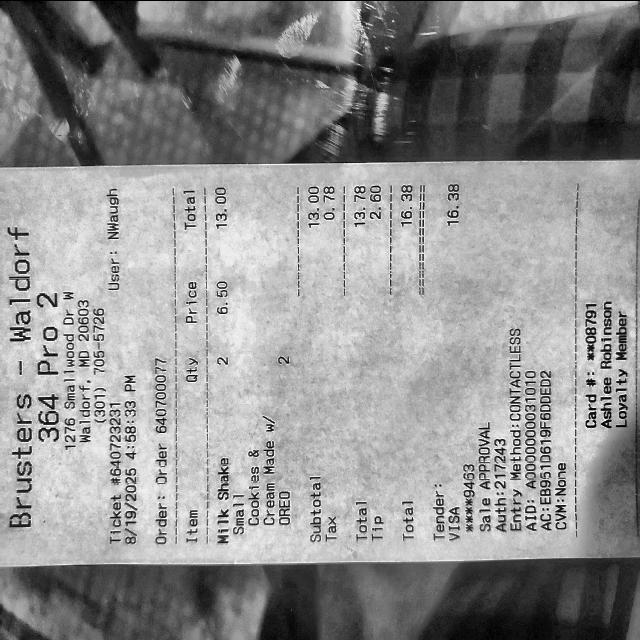 Brusters - Waldorf
364 Pro 2
1276 Smallwood Dr W
Waldorf, MD 20603
(301) 705-5726
Ticket #640723231
8/19/2025 4:58:33 PM User: NWaugh
Order: Order 640700077
Item Qty Price Total
Milk Shake 2 6.50 13.00
Small
Cookies &
Cream Made w/
OREO 2
Subtotal 13.00
Tax 0.78
Total 13.78
Tip 2.60
Total 16.38
Tender:
VISA 16.38
****9463
Sale APPROVAL
Auth:217243
Entry Method:CONTACTLESS
AID: A0000000031010
AC:EB951D619F6DDED2
CVM:None
Card #: **08791
Ashlee Robinson
Loyalty Member